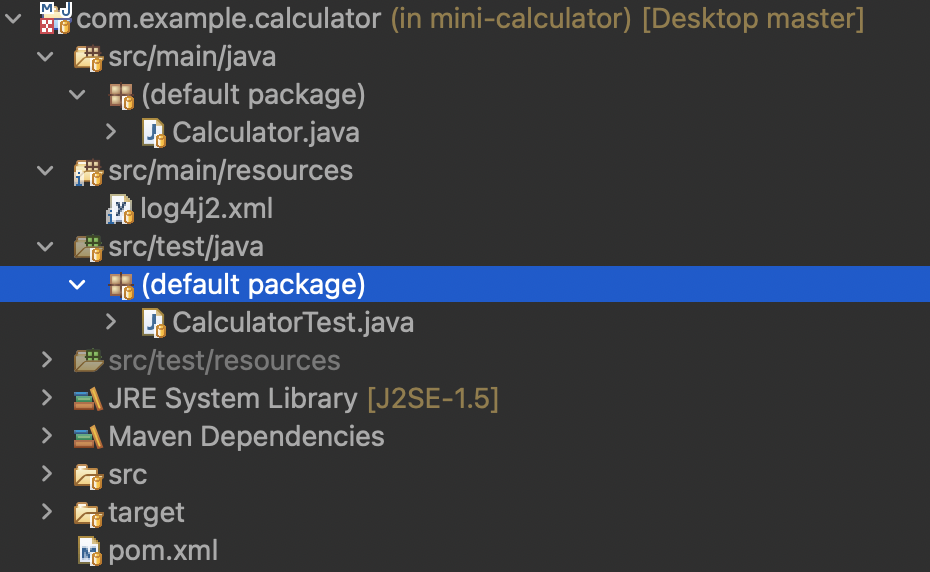 com.example.calculator (in mini-calculator) [Desktop master]
src/main/java
(default package)
Calculator.java
src/main/resources
log4j2.xml
src/test/java
(default package)
CalculatorTest.java
src/test/resources
JRE System Library [J2SE-1.5]
Maven Dependencies
src
target
pom.xml